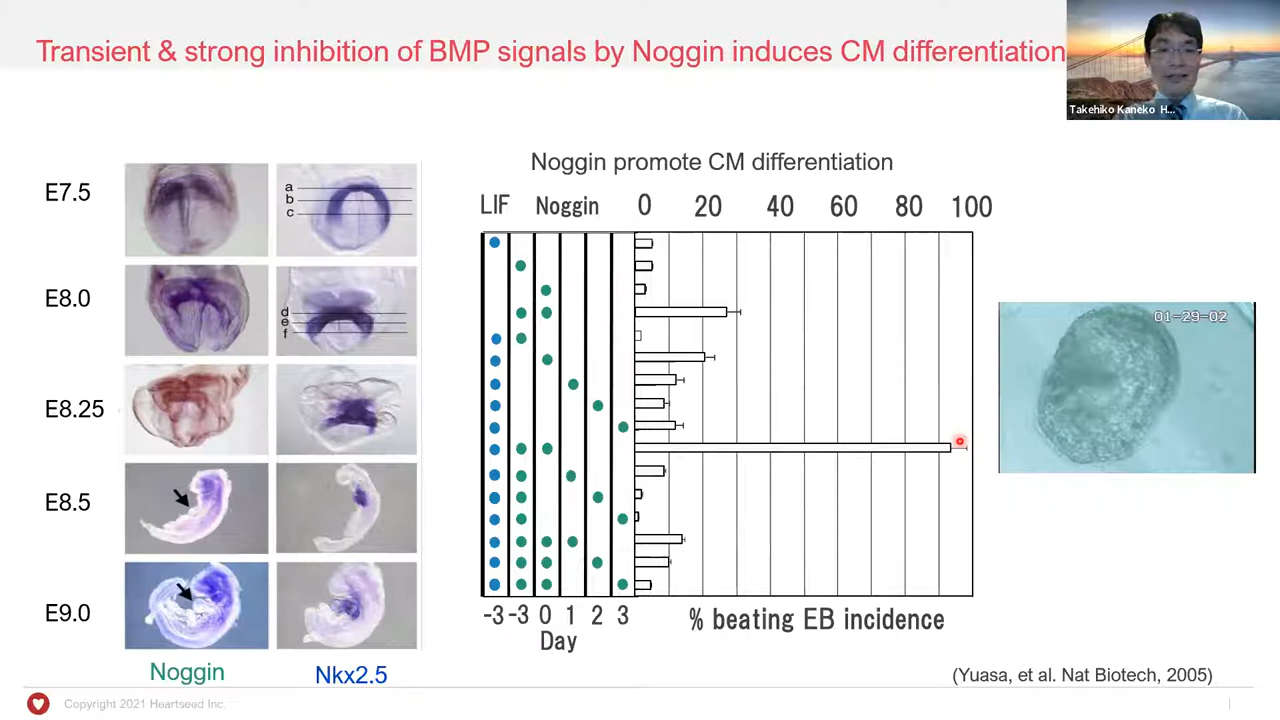 Transient & strong inhibition of BMP signals by Noggin induces CM differentiation
Takehiko Kaneko H...
Noggin promote CM differentiation
LIF Noggin 0 20 40 60 80 100
E7.5
a
b
c
E8.0
d
e
f
E8.25
E8.5
E9.0
01-29-02
-3 -3 0 1 2 3
Day
% beating EB incidence
Noggin Nkx2.5
(Yuasa, et al. Nat Biotech, 2005)
Copyright 2021 Heartseed Inc.